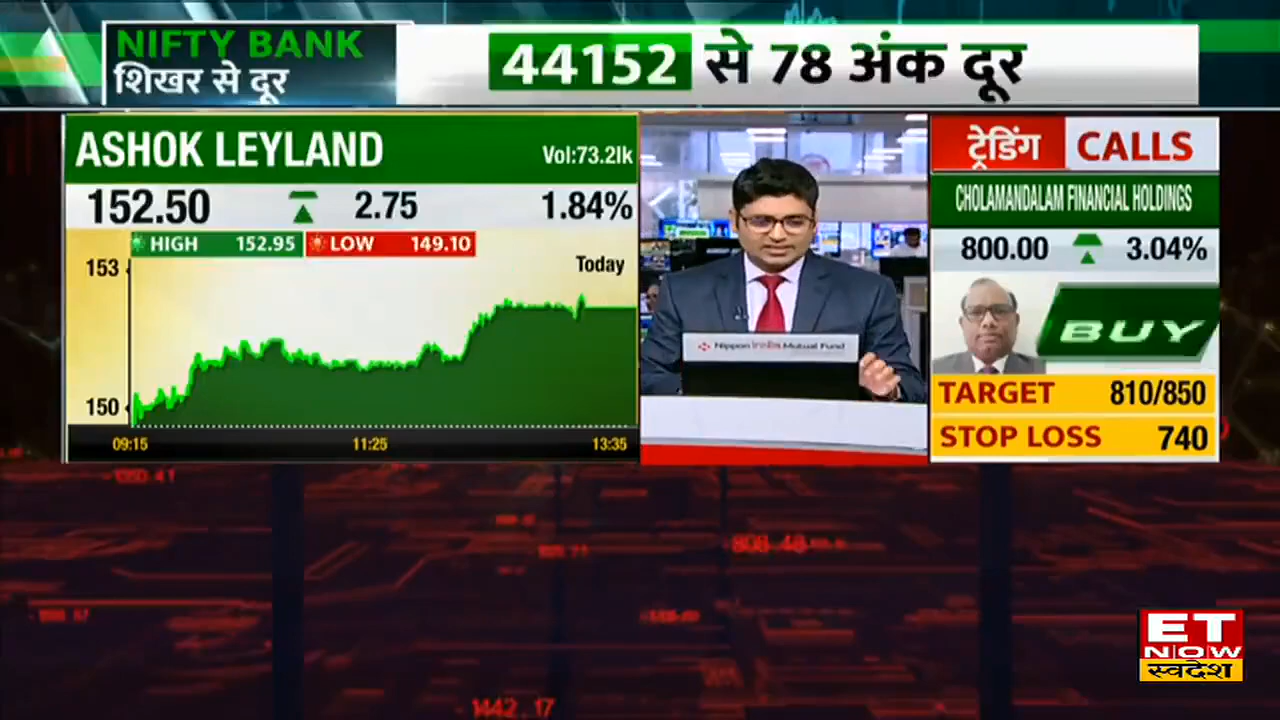 NIFTY BANK
शिखर से दूर
44152 से 78 अंक दूर
ASHOK LEYLAND
Vol:73.2lk
152.50 2.75 1.84%
HIGH 152.95 LOW 149.10
Today
153
150
09:15 11:25 13:35
Nippon India Mutual Fund
ट्रेडिंग CALLS
CHOLAMANDALAM FINANCIAL HOLDINGS
800.00 3.04%
BUY
TARGET 810/850
STOP LOSS 740
1442.17
ET
NOW
स्वदेश